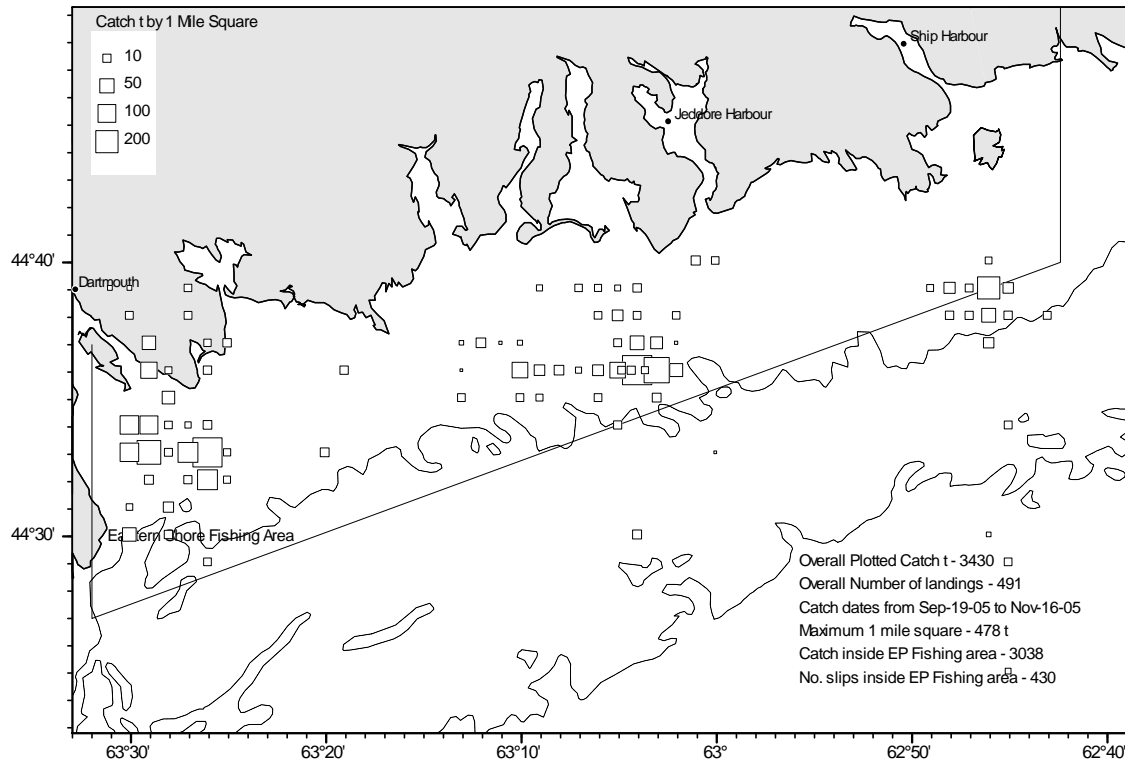 Catch t by 1 Mile Square
10
50
100
200
Ship Harbour
Jeddore Harbour
44°40'
Dartmouth
44°30'
Eastern Shore Fishing Area
Overall Plotted Catch t - 3430
Overall Number of landings - 491
Catch dates from Sep-19-05 to Nov-16-05
Maximum 1 mile square - 478 t
Catch inside EP Fishing area - 3038
No. slips inside EP Fishing area - 430
63°30' 63°20' 63°10' 63° 62°50' 62°40'